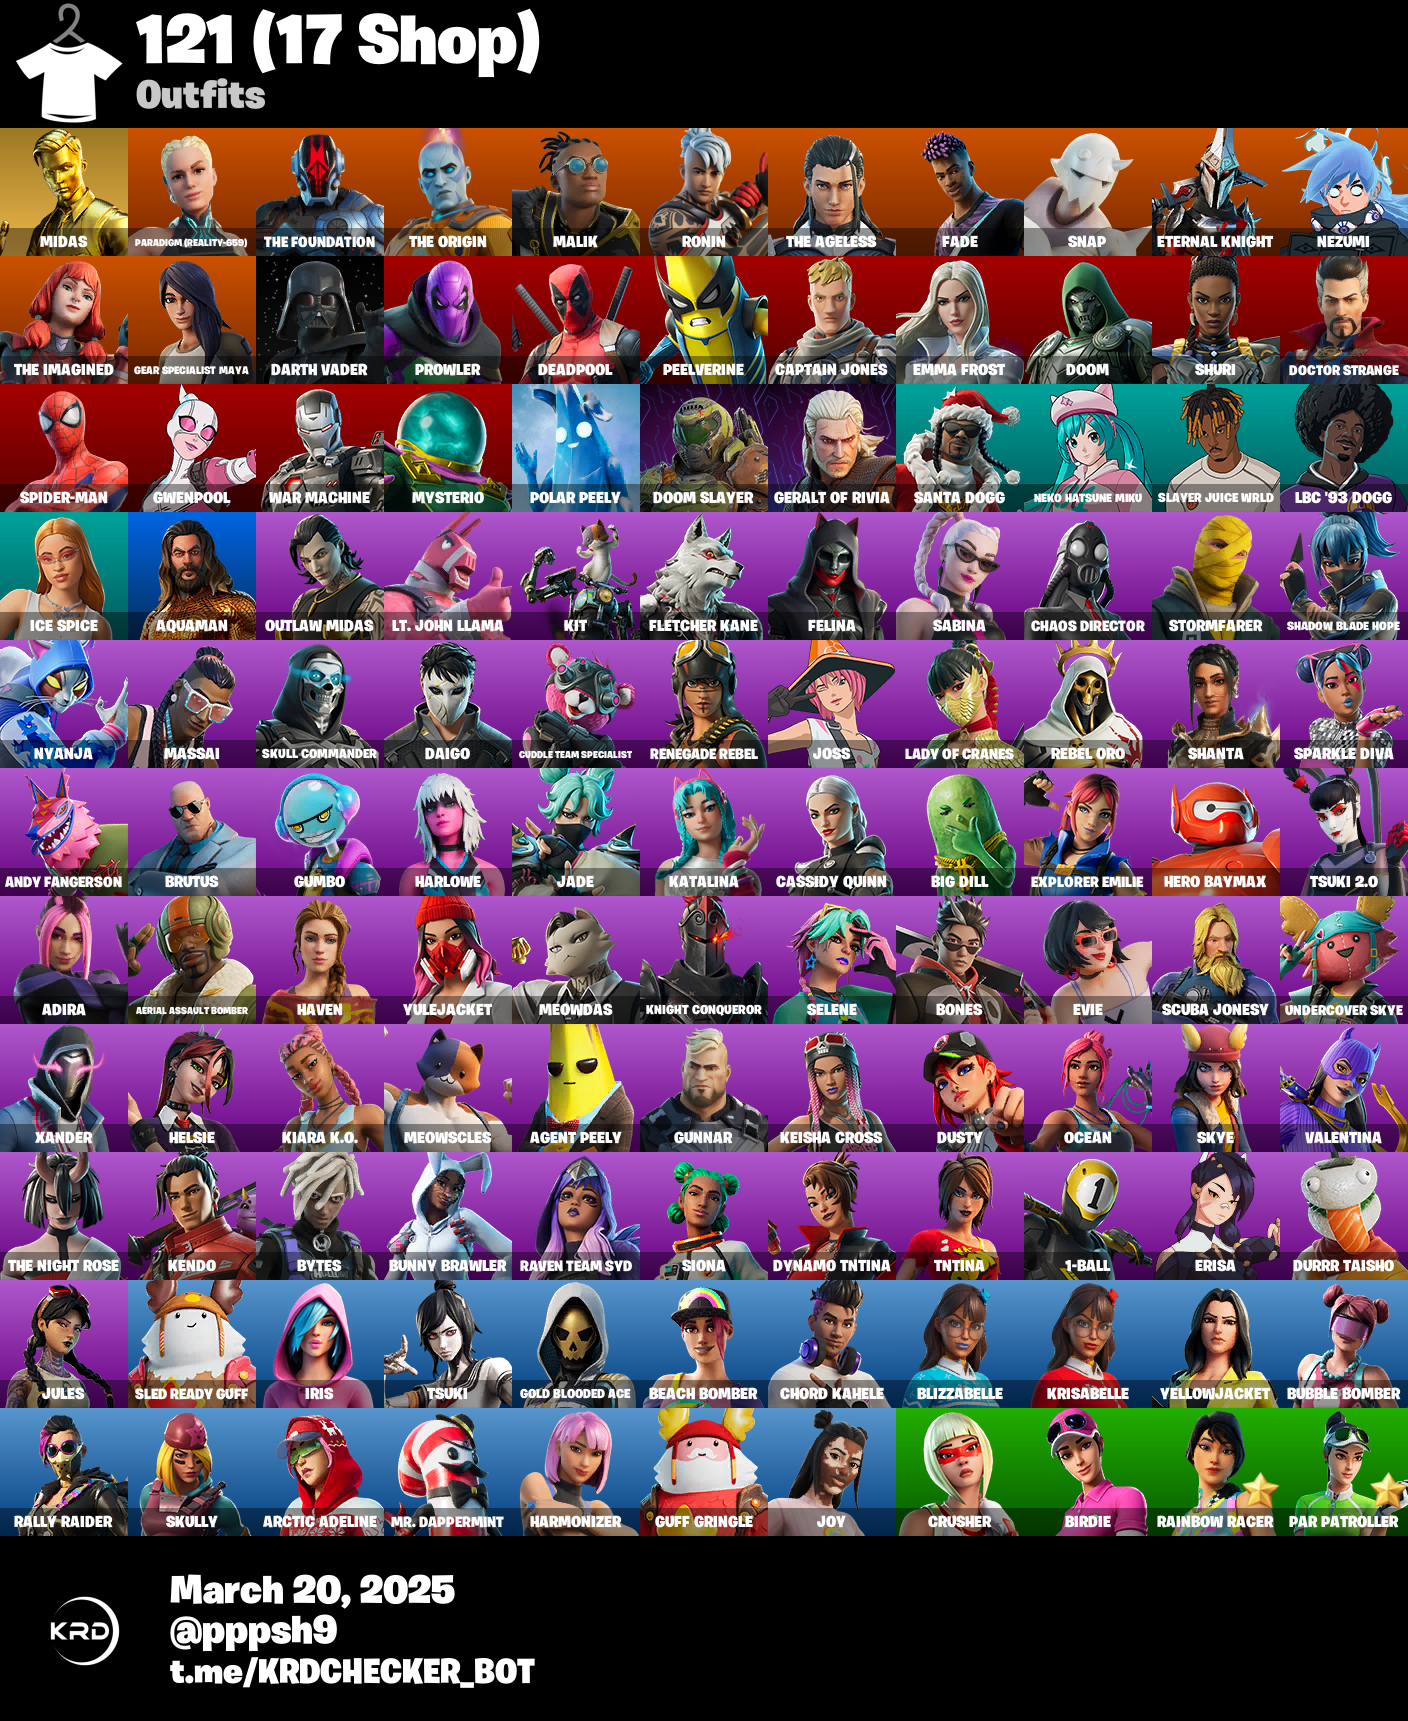 121 (17 Shop)
Outfits
MIDAS PARADIGM (REALITY-659) THE FOUNDATION THE ORIGIN MALIK RONIN THE AGELESS FADE SNAP ETERNAL KNIGHT NEZUMI
THE IMAGINED GEAR SPECIALIST MAYA DARTH VADER PROWLER DEADPOOL PEELVERINE CAPTAIN JONES EMMA FROST DOOM SHURI DOCTOR STRANGE
SPIDER-MAN GWENPOOL WAR MACHINE MYSTERIO POLAR PEELY DOOM SLAYER GERALT OF RIVIA SANTA DOGG NEKO HATSUNE MIKU SLAYER JUICE WRLD LBC '93 DOGG
ICE SPICE AQUAMAN OUTLAW MIDAS LT. JOHN LLAMA KIT FLETCHER KANE FELINA SABINA CHAOS DIRECTOR STORMFARER SHADOW BLADE HOPE
NYANJA MASSAI SKULL COMMANDER DAIGO CUDDLE TEAM SPECIALIST RENEGADE REBEL JOSS LADY OF CRANES REBEL ORO SHANTA SPARKLE DIVA
ANDY FANGERSON BRUTUS GUMBO HARLOWE JADE KATALINA CASSIDY QUINN BIG DILL EXPLORER EMILIE HERO BAYMAX TSUKI 2.0
ADIRA AERIAL ASSAULT BOMBER HAVEN YULEJACKET MEOWDAS KNIGHT CONQUEROR SELENE BONES EVIE SCUBA JONESY UNDERCOVER SKYE
XANDER HELSIE KIARA K.O. MEOWSCLES AGENT PEELY GUNNAR KEISHA CROSS DUSTY OCEAN SKYE VALENTINA
THE NIGHT ROSE KENDO BYTES BUNNY BRAWLER RAVEN TEAM SYD SIONA DYNAMO TNTINA TNTINA 1-BALL ERISA DURRR TAISHO
JULES SLED READY GUFF IRIS TSUKI GOLD BLOODED ACE BEACH BOMBER CHORD KAHELE BLIZZABELLE KRISABELLE YELLOWJACKET BUBBLE BOMBER
RALLY RAIDER SKULLY ARCTIC ADELINE MR. DAPPERMINT HARMONIZER GUFF GRINGLE JOY CRUSHER BIRDIE RAINBOW RACER PAR PATROLLER
KRD
March 20, 2025
@pppsh9
t.me/KRDCHECKER_BOT